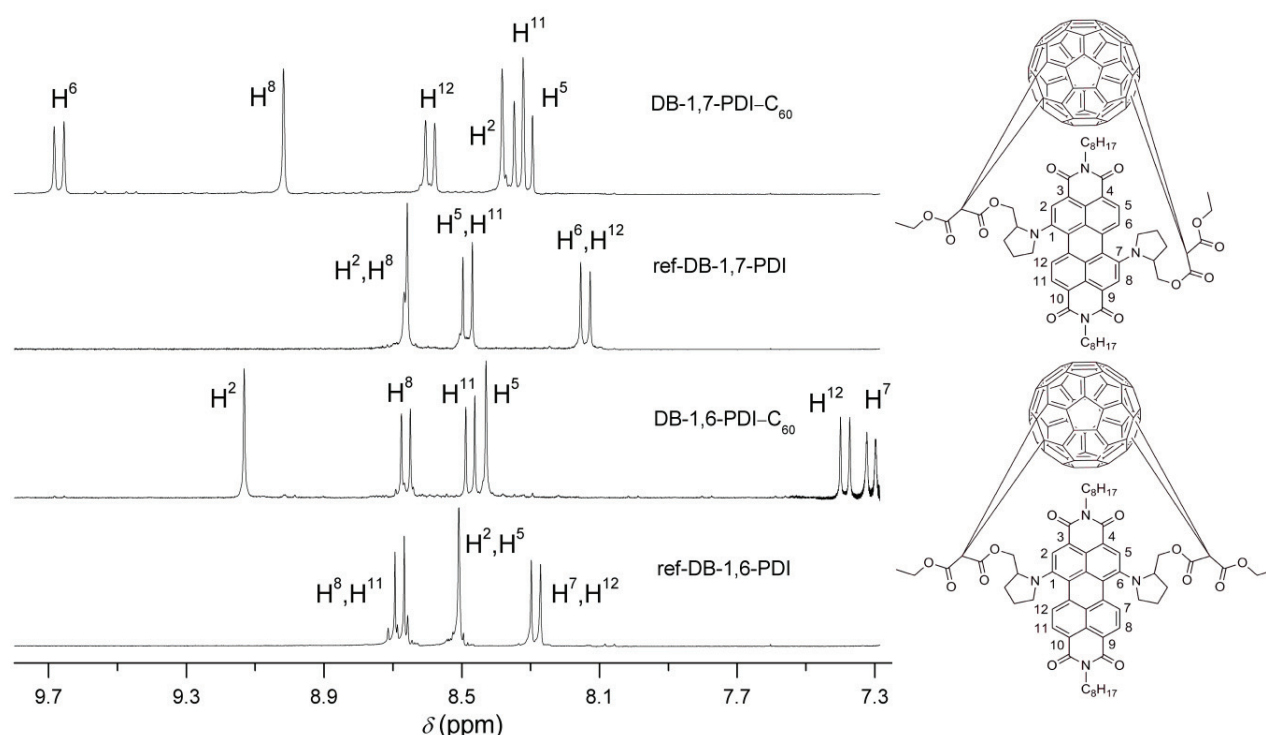 H⁶
H⁸
H¹²
H²
H¹¹
H⁵
DB-1,7-PDI–C₆₀
H²,H⁸
H⁵,H¹¹
H⁶,H¹²
ref-DB-1,7-PDI
H²
H⁸
H¹¹
H⁵
DB-1,6-PDI–C₆₀
H¹²
H⁷
H⁸,H¹¹
H²,H⁵
ref-DB-1,6-PDI
H⁷,H¹²
9.7 9.3 8.9 8.5 8.1 7.7 7.3
δ (ppm)
C₈H₁₇
O N O
3 4
O O O 2 5
O 6 O O
N 1 7 N O
12 8 O O
11
10 9
O N O
C₈H₁₇
C₈H₁₇
O N O
3 4
O O O 2 5 O O O
O N 1 6 N O
12 7
11 8
10 9
O N O
C₈H₁₇